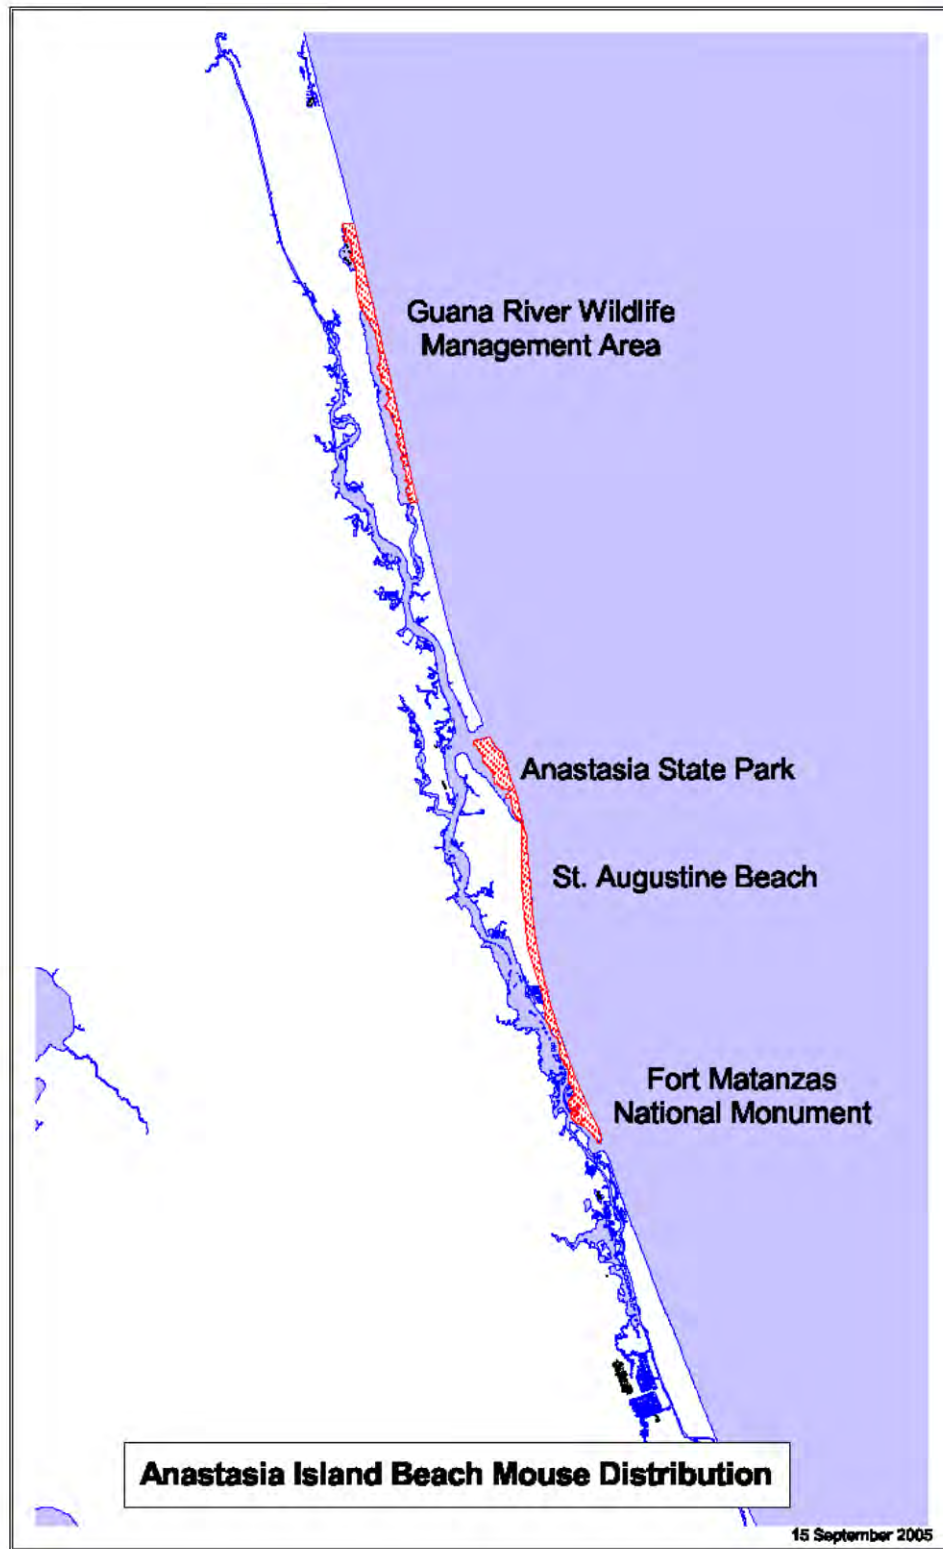 Guana River Wildlife
Management Area
Anastasia State Park
St. Augustine Beach
Fort Matanzas
National Monument
Anastasia Island Beach Mouse Distribution
15 September 2005